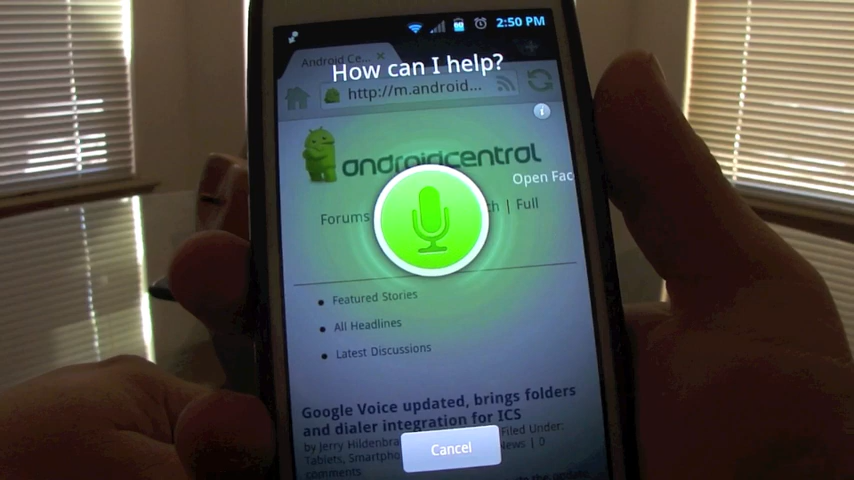 2:50 PM
Android Ce...
How can I help?
http://m.android...
androidcentral
Open Fac
Forums | Full
Featured Stories
All Headlines
Latest Discussions
Google Voice updated, brings folders
and dialer integration for ICS
by Jerry Hildenbra Filed Under:
Cancel
Tablets, Smartpho News | 0
comments